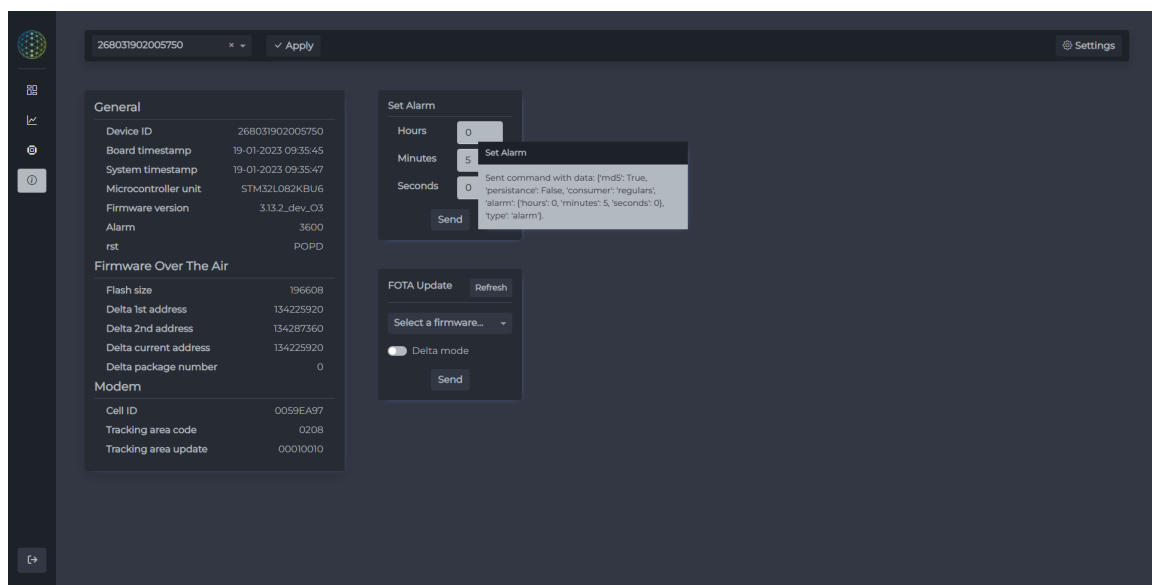 268031902005750 × Apply Settings
General
Device ID 268031902005750
Board timestamp 19-01-2023 09:35:45
System timestamp 19-01-2023 09:35:47
Microcontroller unit STM32L082KBU6
Firmware version 3.13.2_dev_O3
Alarm 3600
rst POPD
Firmware Over The Air
Flash size 196608
Delta 1st address 134225920
Delta 2nd address 134287360
Delta current address 134225920
Delta package number 0
Modem
Cell ID 0059EA97
Tracking area code 0208
Tracking area update 00010010
Set Alarm
Hours 0
Minutes 5
Seconds 0
Send
Set Alarm
Sent command with data: {'md5': True,
'persistance': False, 'consumer': 'regulars',
'alarm': {'hours': 0, 'minutes': 5, 'seconds': 0},
'type': 'alarm'}.
FOTA Update Refresh
Select a firmware...
Delta mode
Send